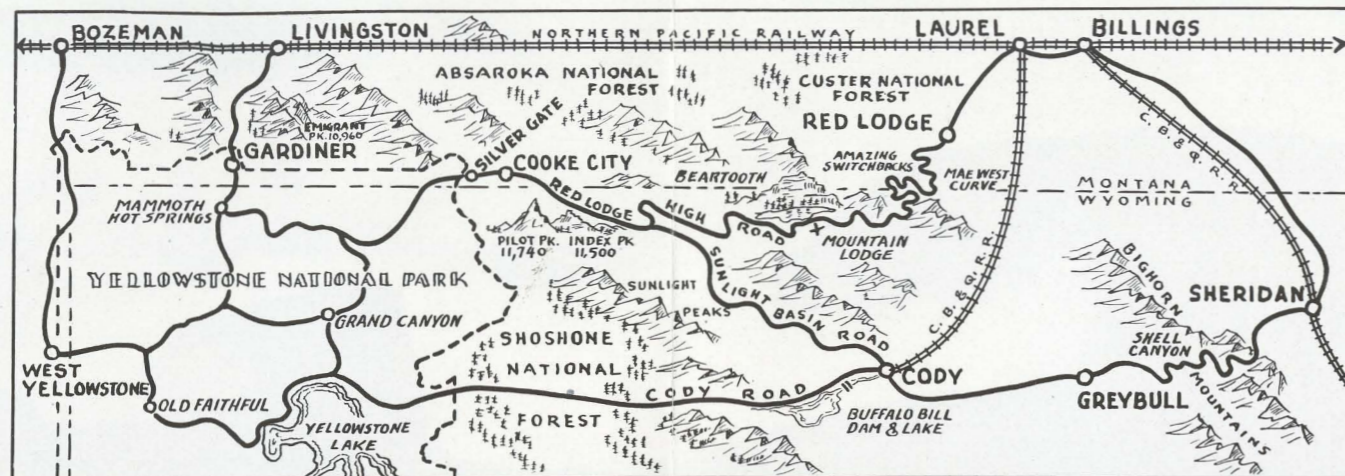 BOZEMAN
LIVINGSTON
NORTHERN PACIFIC RAILWAY
LAUREL
BILLINGS
ABSAROKA NATIONAL
FOREST
CUSTER NATIONAL
FOREST
RED LODGE
EMIGRANT
PK. 10,960
GARDINER
SILVER GATE
COOKE CITY
BEARTOOTH
AMAZING
SWITCHBACKS
MAE WEST
CURVE
C. B. & Q. R. R.
MONTANA
WYOMING
MAMMOTH
HOT SPRINGS
RED LODGE
HIGH
ROAD
MOUNTAIN
LODGE
PILOT PK.
11,740
INDEX PK
11,500
YELLOWSTONE NATIONAL PARK
SUNLIGHT
PEAKS
SUNLIGHT BASIN ROAD
C. B. & Q. R. R.
BIGHORN
MOUNTAINS
SHERIDAN
SHELL
CANYON
GRAND CANYON
SHOSHONE
NATIONAL
FOREST
WEST
YELLOWSTONE
OLD FAITHFUL
YELLOWSTONE
LAKE
CODY ROAD
CODY
BUFFALO BILL
DAM & LAKE
GREYBULL